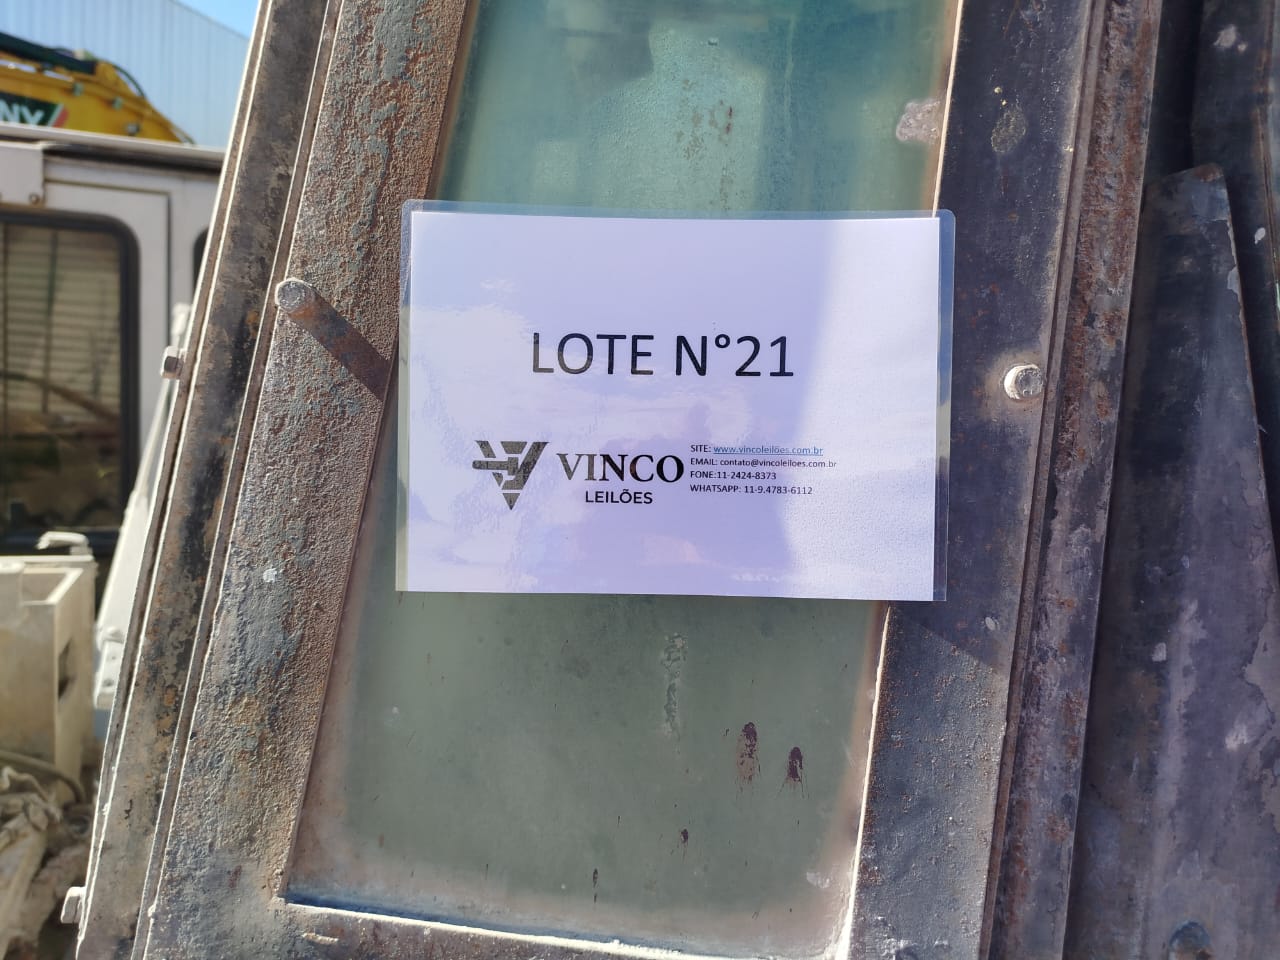 NY
LOTE N°21
VINCO
LEILÕES
SITE: www.vincoleilões.com.br
EMAIL: contato@vincoleiloes.com.br
FONE:11-2424-8373
WHATSAPP: 11-9.4783-6112